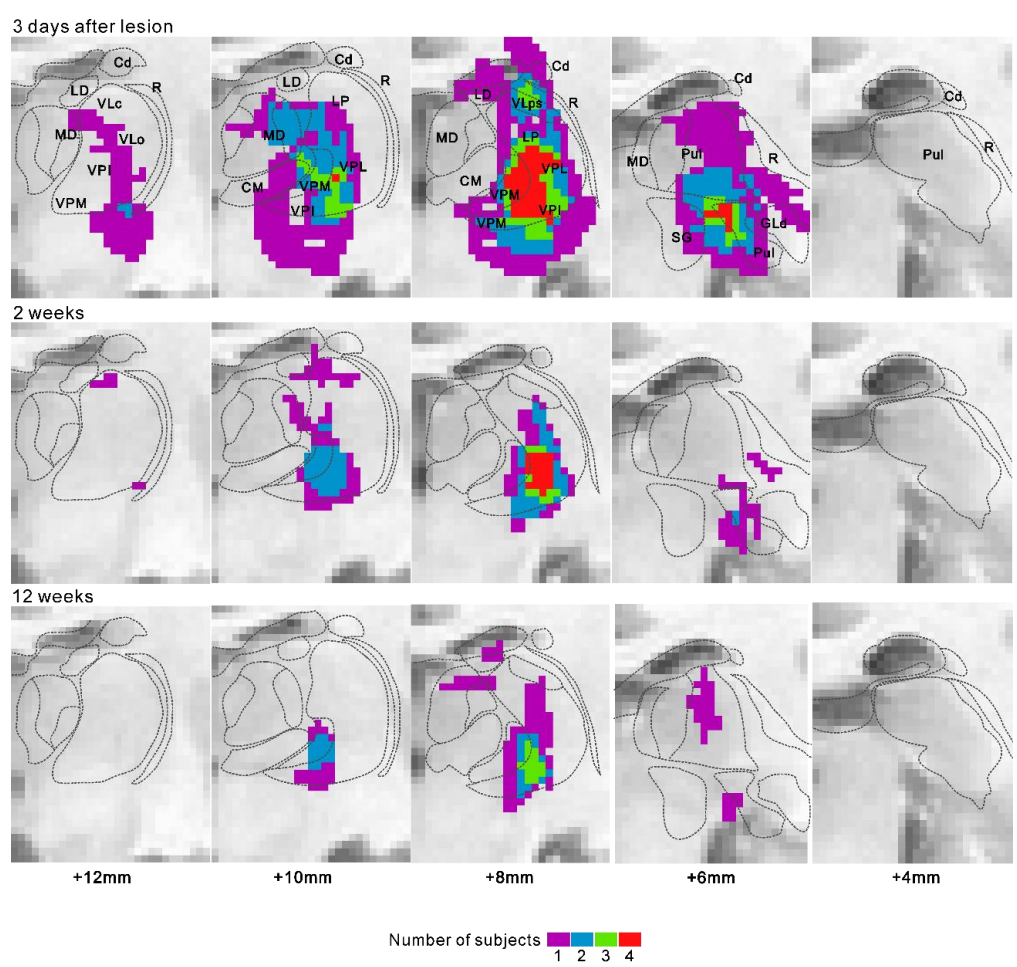 3 days after lesion
Cd
LD
R
VLc
MD
VLo
VPI
VPM
Cd
LD
R
LP
MD
VPL
CM
VPM
VPI
Cd
LD
VLps
R
MD
LP
VPL
CM
VPM
VPI
VPM
Cd
MD
Pul
R
SG
GLd
Pul
Cd
Pul
R
2 weeks
12 weeks
+12mm
+10mm
+8mm
+6mm
+4mm
Number of subjects
1 2 3 4